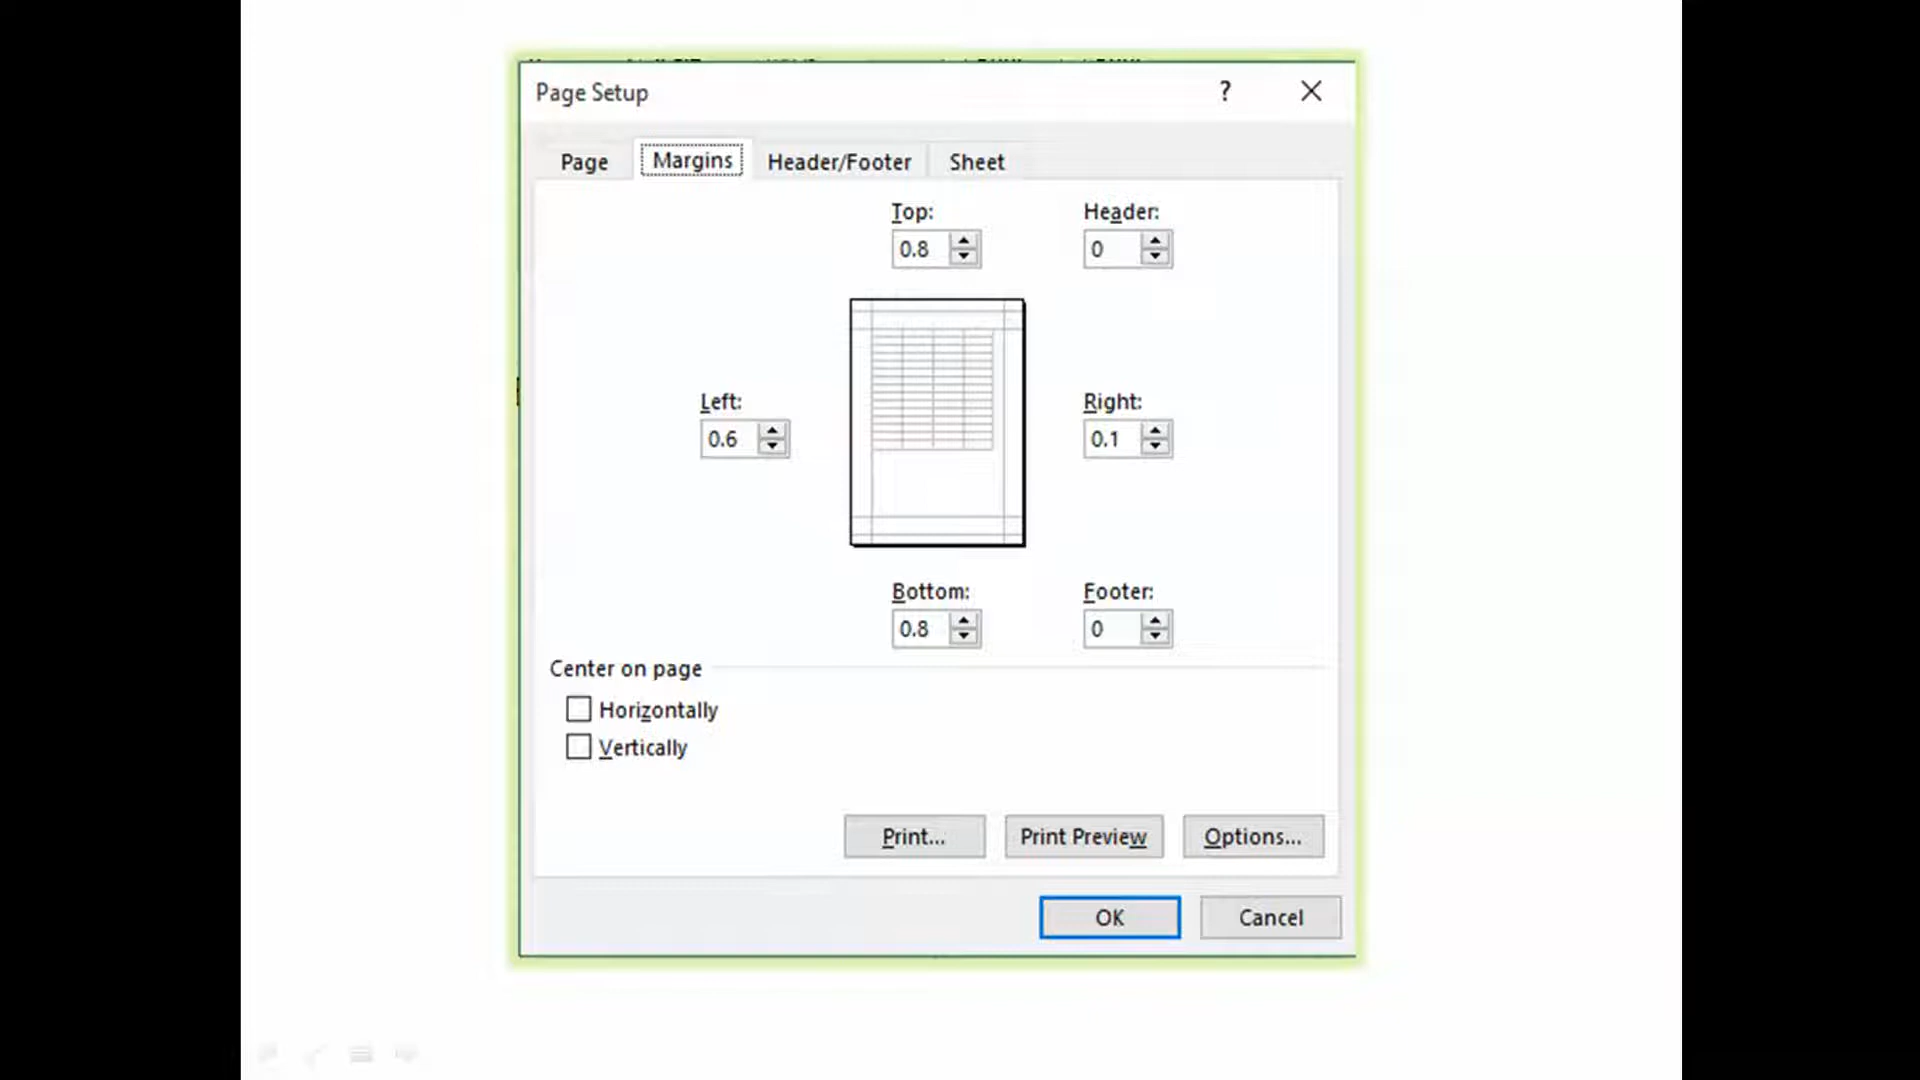 Page Setup ?
Page Margins Header/Footer Sheet
Top: Header:
0.8 0
Left: Right:
0.6 0.1
Bottom: Footer:
0.8 0
Center on page
Horizontally
Vertically
Print... Print Preview Options...
OK Cancel